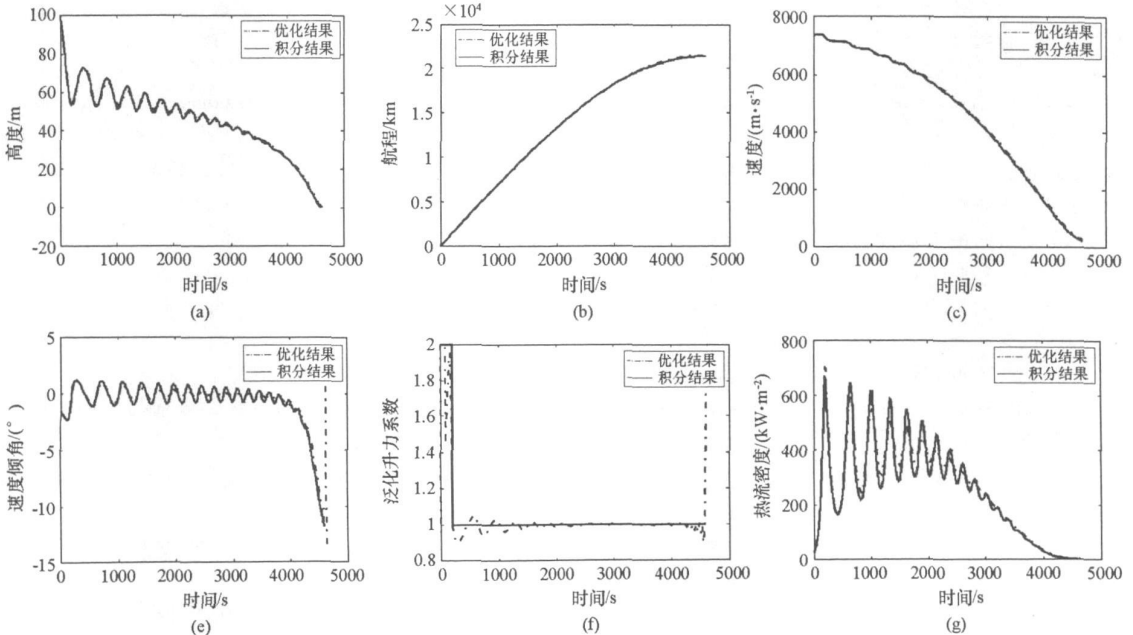 100
80
60
40
20
0
-20
高度/m
优化结果
积分结果
0 1000 2000 3000 4000 5000
时间/s
(a)
×10⁴
2.5
2.0
1.5
1.0
0.5
0
航程/km
优化结果
积分结果
0 1000 2000 3000 4000 5000
时间/s
(b)
8000
6000
4000
2000
0
速度/(m·s⁻¹)
优化结果
积分结果
0 1000 2000 3000 4000 5000
时间/s
(c)
5
0
-5
-10
-15
速度倾角/(°)
优化结果
积分结果
0 1000 2000 3000 4000 5000
时间/s
(e)
2
1.8
1.6
1.4
1.2
1
0.8
泛化升力系数
优化结果
积分结果
0 1000 2000 3000 4000 5000
时间/s
(f)
800
600
400
200
0
热流密度/(kW·m⁻²)
优化结果
积分结果
0 1000 2000 3000 4000 5000
时间/s
(g)